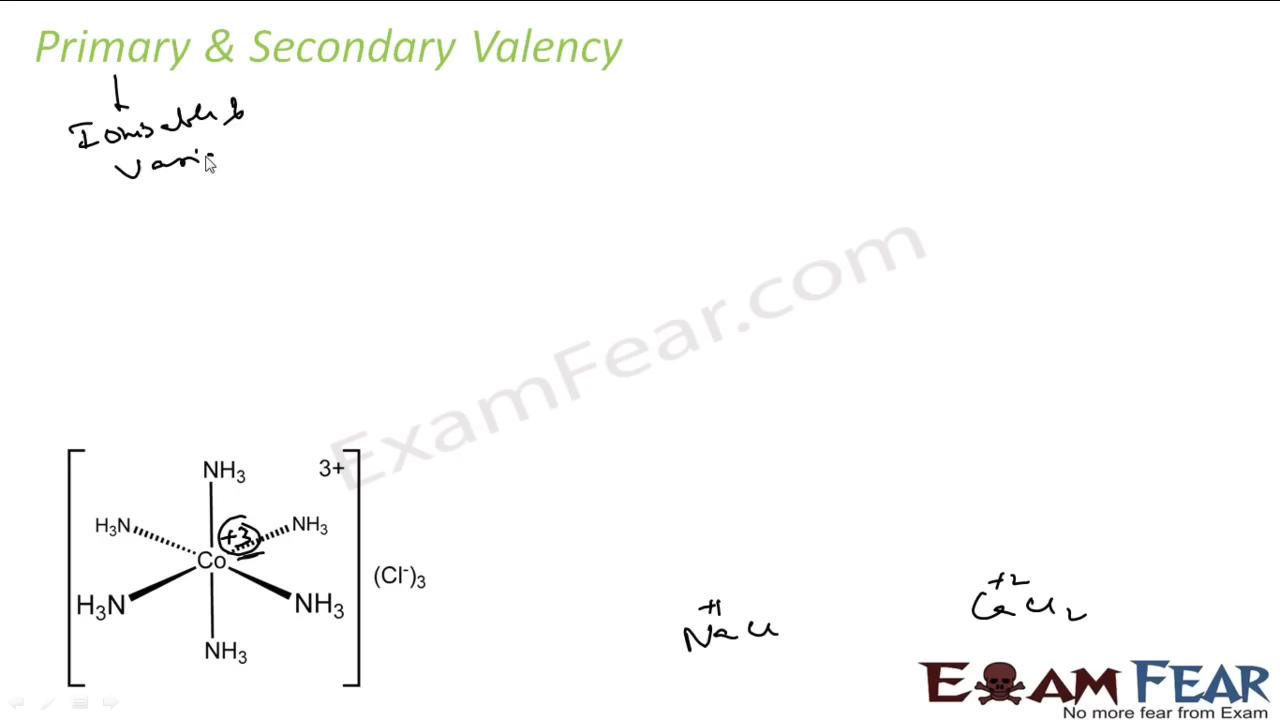 Primary & Secondary Valency
Ionisable &
Vari
ExamFear.com
NH3 3+
H3N NH3
+3
Co
(Cl-)3
H3N NH3
NH3
+1
NaCl
+2
CaCl2
EXAM FEAR
No more fear from Exam